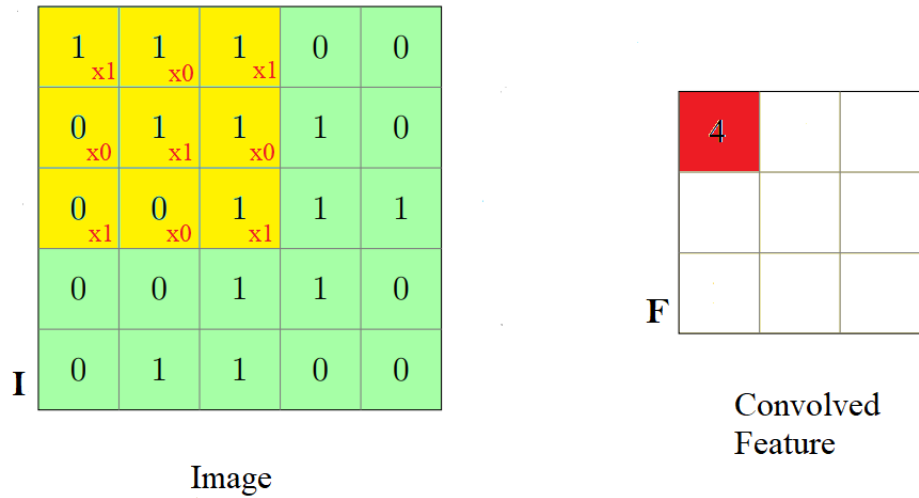 1 x1 1 x0 1 x1 0 0
0 x0 1 x1 1 x0 1 0
0 x1 0 x0 1 x1 1 1
0 0 1 1 0
0 1 1 0 0
I
Image
4
F
Convolved
Feature